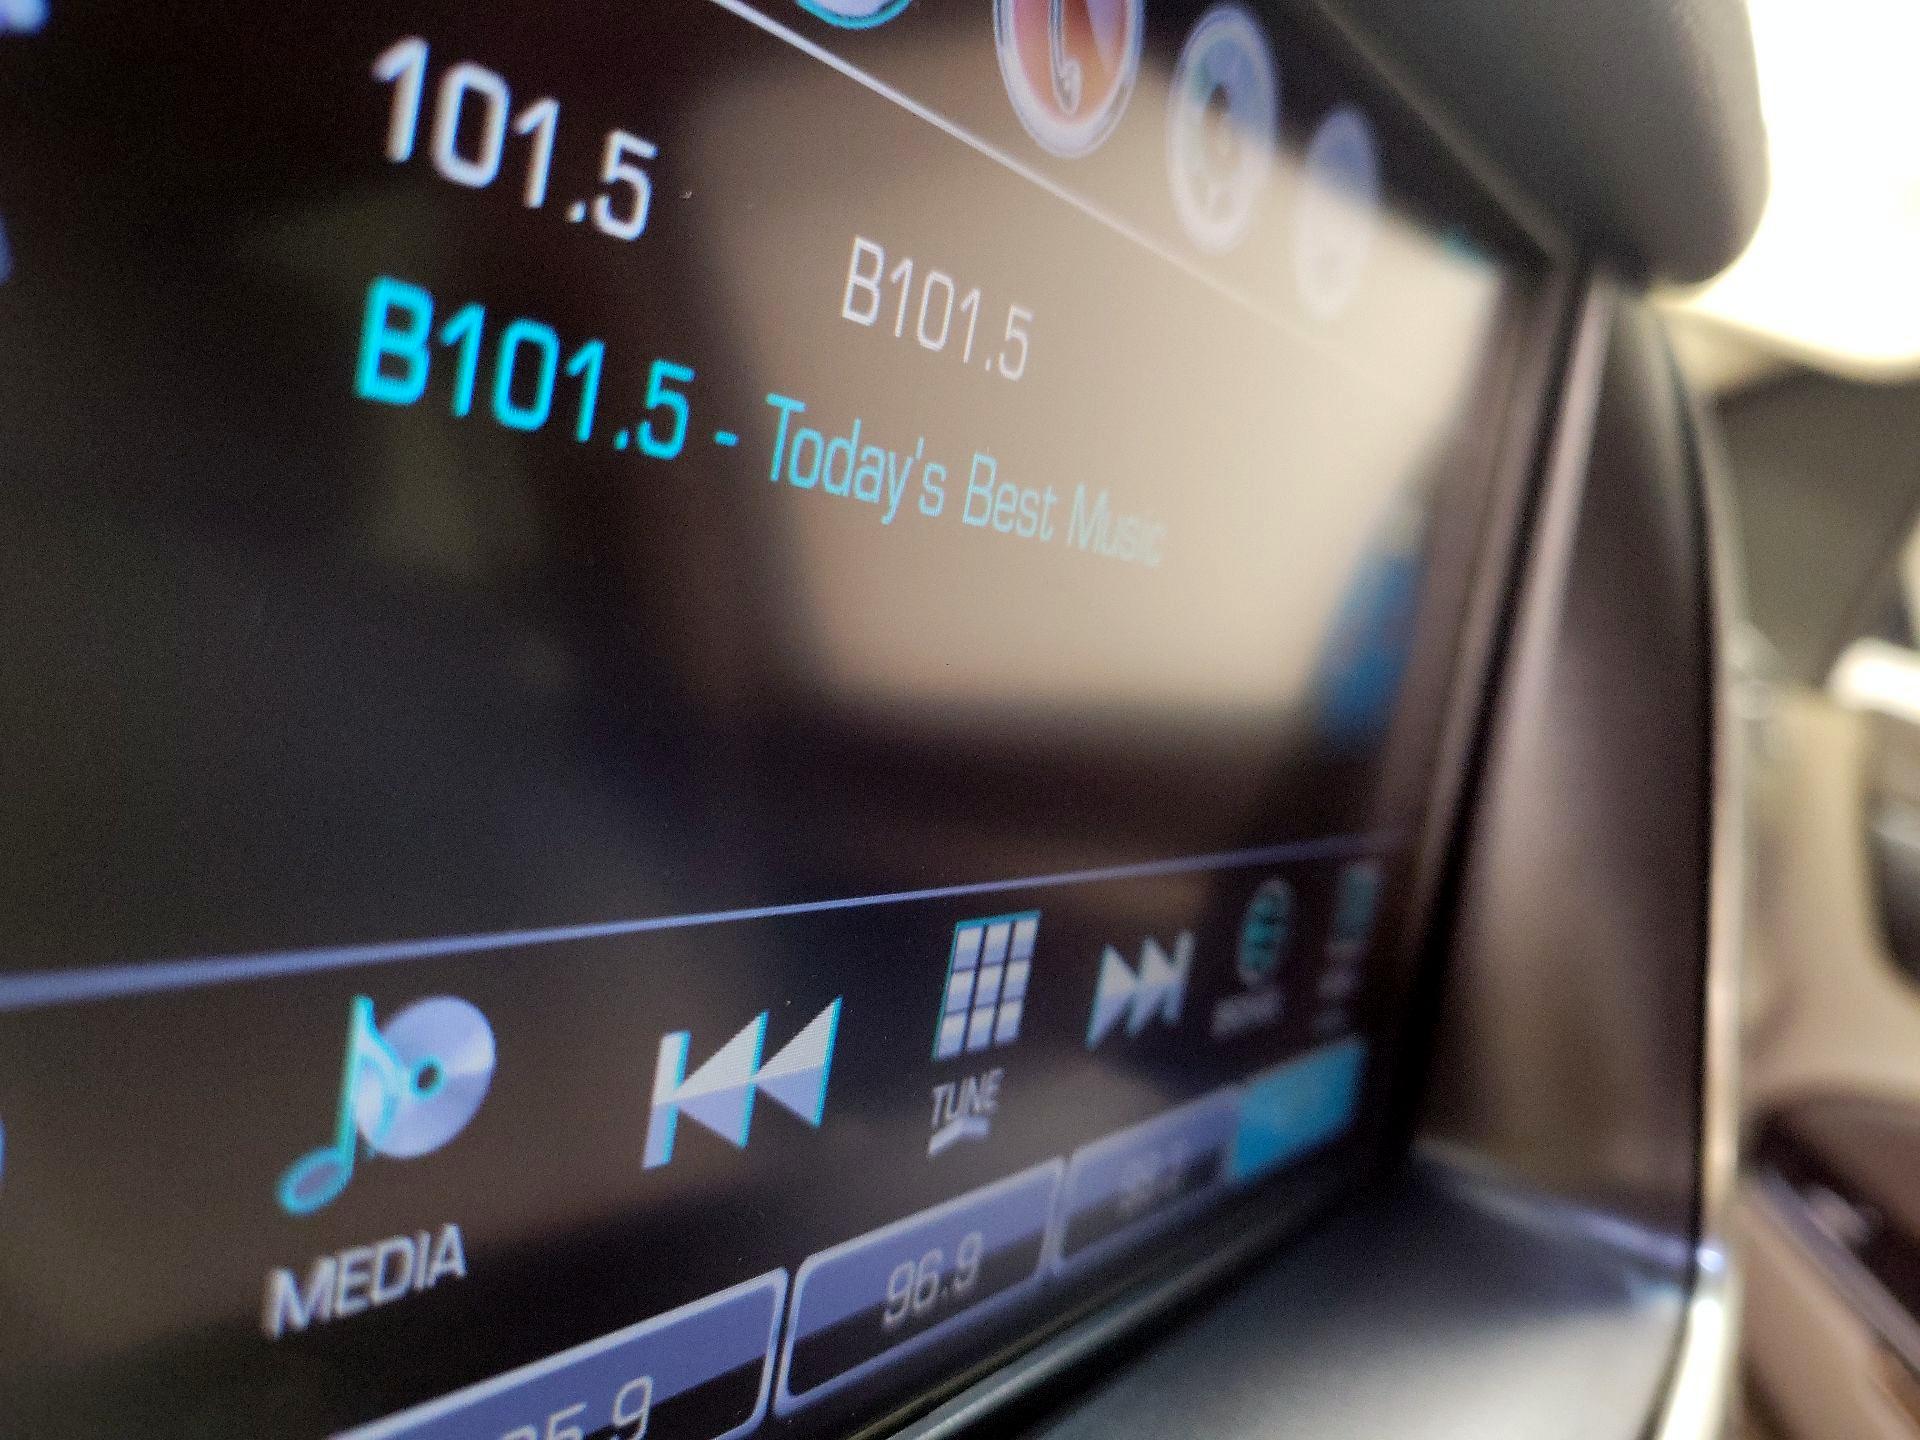 101.5
B101.5
B101.5 - Today's Best Music
TUNE
MEDIA
96.9